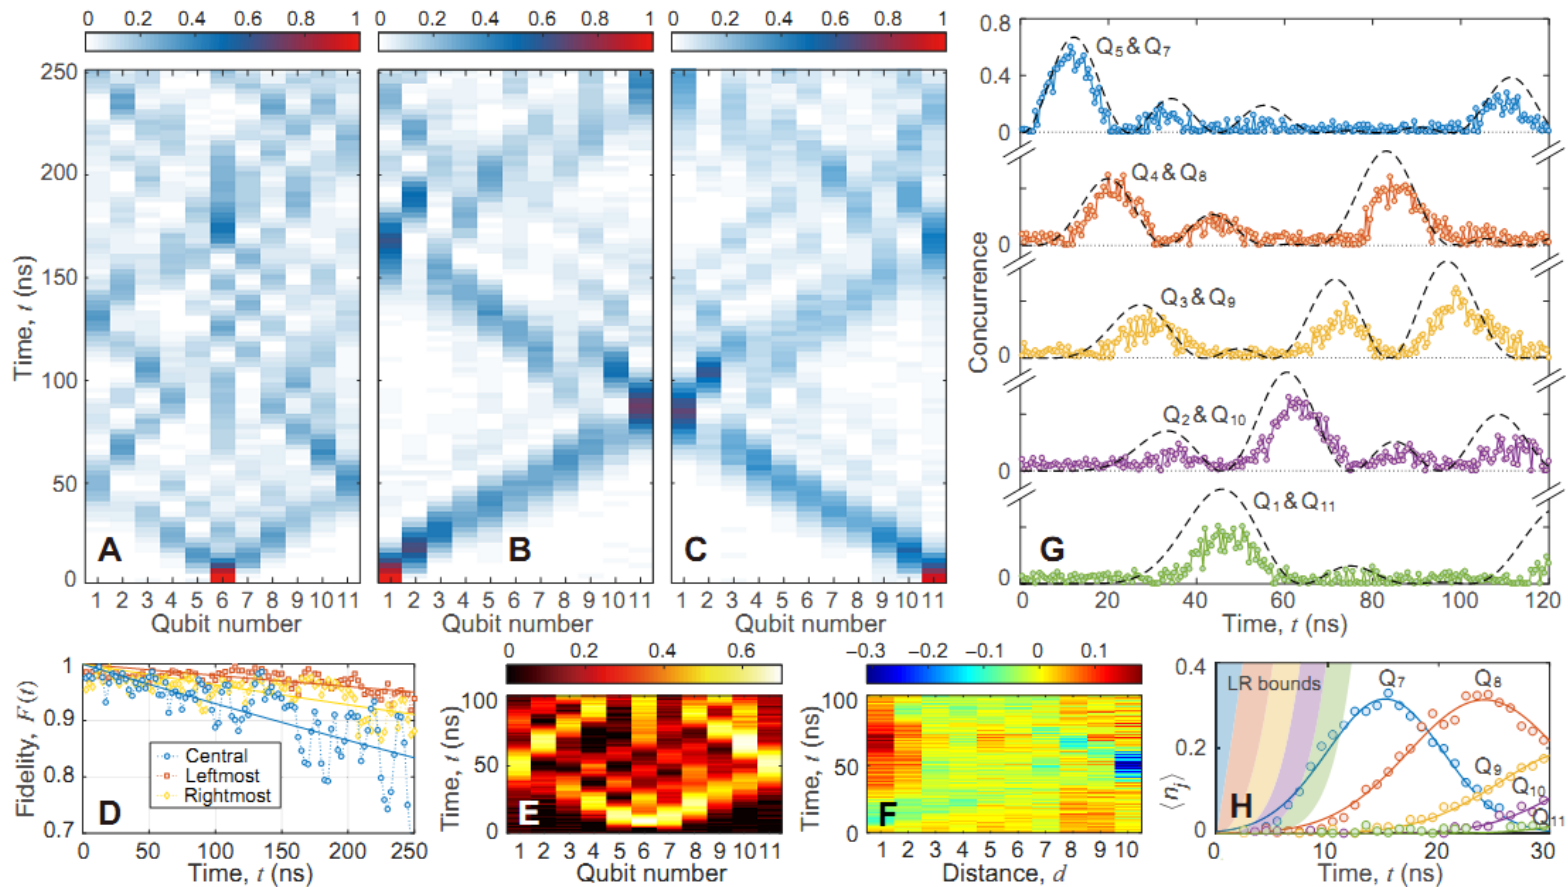 0 0.2 0.4 0.6 0.8 1
0 0.2 0.4 0.6 0.8 1
0 0.2 0.4 0.6 0.8 1
250
200
150
100
50
0
Time, t (ns)
A
1 2 3 4 5 6 7 8 9 10 11
Qubit number
B
1 2 3 4 5 6 7 8 9 10 11
Qubit number
C
1 2 3 4 5 6 7 8 9 10 11
Qubit number
0.8
0.4
0
0
0
0
0
Concurrence
Q5 & Q7
Q4 & Q8
Q3 & Q9
Q2 & Q10
Q1 & Q11
G
0 20 40 60 80 100 120
Time, t (ns)
1
0.9
0.8
0.7
Fidelity, F(t)
Central
Leftmost
Rightmost
D
0 50 100 150 200 250
Time, t (ns)
0 0.2 0.4 0.6
100
50
0
Time, t (ns)
E
1 2 3 4 5 6 7 8 9 10 11
Qubit number
−0.3 −0.2 −0.1 0 0.1
100
50
0
Time, t (ns)
F
1 2 3 4 5 6 7 8 9 10
Distance, d
0.4
0.2
0
⟨nj⟩
LR bounds
Q7
Q8
Q9
Q10
Q11
H
0 10 20 30
Time, t (ns)